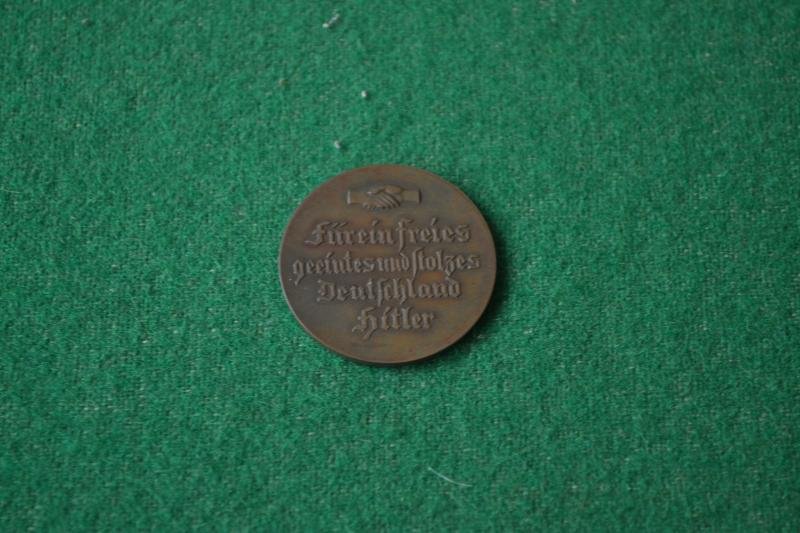 Für ein freies
geeintes und stolzes
Deutschland
Hitler